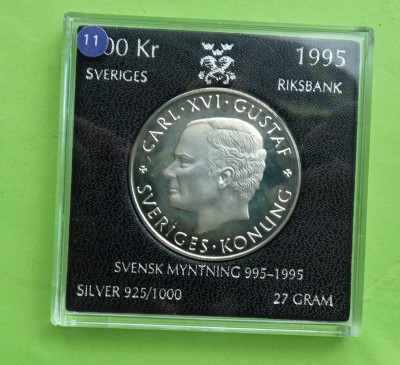 11
00 Kr 1995
SVERIGES RIKSBANK
CARL · XVI · GUSTAF
SVERIGES · KONUNG
SVENSK MYNTNING 995-1995
SILVER 925/1000 27 GRAM